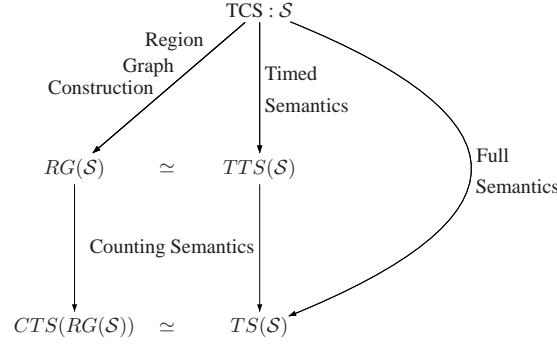 TCS : 𝒮
Region
Graph
Construction
Timed
Semantics
Full
Semantics
RG(𝒮) ≃ TTS(𝒮)
Counting Semantics
CTS(RG(𝒮)) ≃ TS(𝒮)